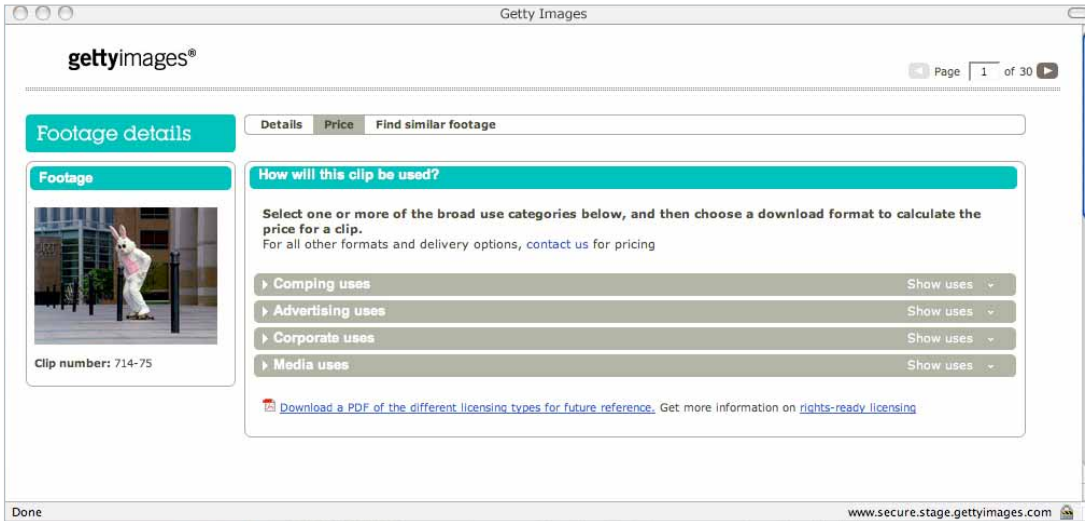 Getty Images
gettyimages®
Page 1 of 30
Footage details
Details Price Find similar footage
Footage
Clip number: 714-75
How will this clip be used?
Select one or more of the broad use categories below, and then choose a download format to calculate the
price for a clip.
For all other formats and delivery options, contact us for pricing
Comping uses Show uses
Advertising uses Show uses
Corporate uses Show uses
Media uses Show uses
Download a PDF of the different licensing types for future reference. Get more information on rights-ready licensing
Done www.secure.stage.gettyimages.com